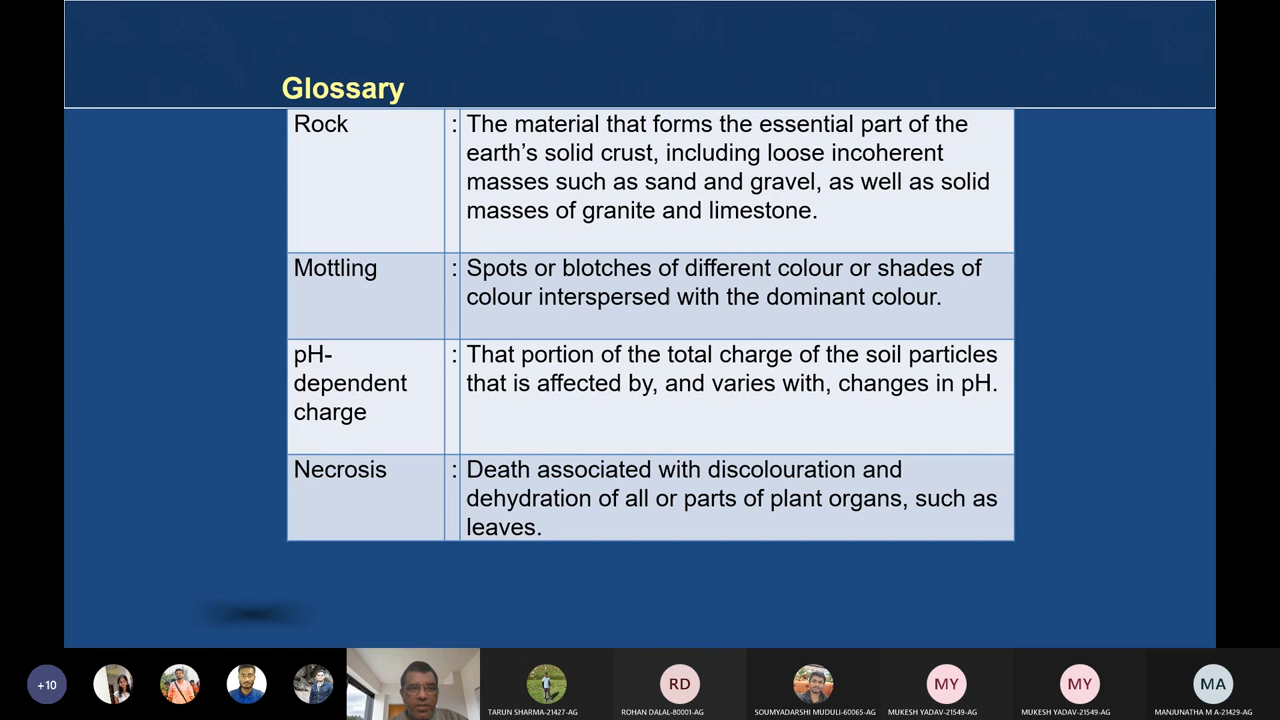 Glossary
Rock : The material that forms the essential part of the
earth’s solid crust, including loose incoherent
masses such as sand and gravel, as well as solid
masses of granite and limestone.
Mottling : Spots or blotches of different colour or shades of
colour interspersed with the dominant colour.
pH- : That portion of the total charge of the soil particles
dependent that is affected by, and varies with, changes in pH.
charge
Necrosis : Death associated with discolouration and
dehydration of all or parts of plant organs, such as
leaves.
+10
RD
MY
MY
MA
TARUN SHARMA-21427-AG
ROHAN DALAL-80001-AG
SOUMYADARSHI MUDULI-60065-AG
MUKESH YADAV-21549-AG
MUKESH YADAV-21549-AG
MANJUNATHA M A-21429-AG